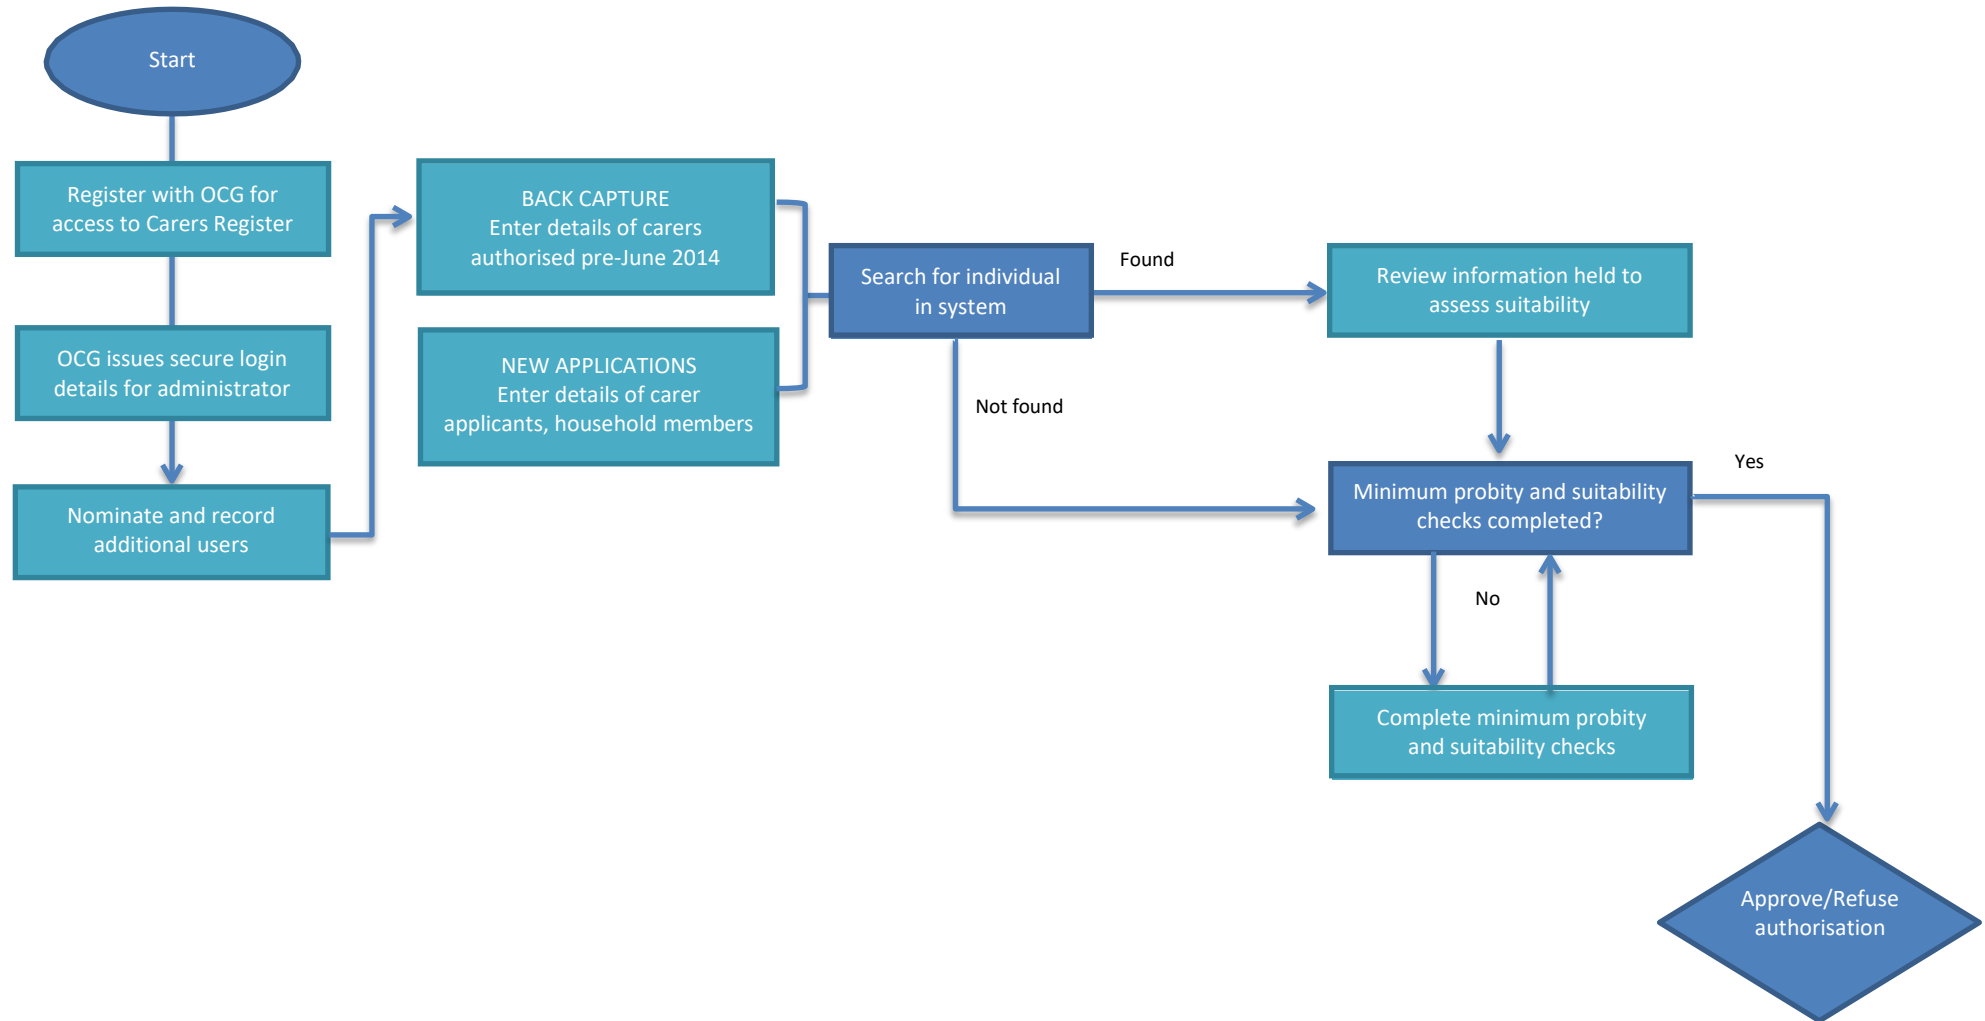 Start
Register with OCG for
access to Carers Register
OCG issues secure login
details for administrator
Nominate and record
additional users
BACK CAPTURE
Enter details of carers
authorised pre-June 2014
NEW APPLICATIONS
Enter details of carer
applicants, household members
Search for individual
in system
Found
Not found
Review information held to
assess suitability
Minimum probity and suitability
checks completed?
Yes
No
Complete minimum probity
and suitability checks
Approve/Refuse
authorisation